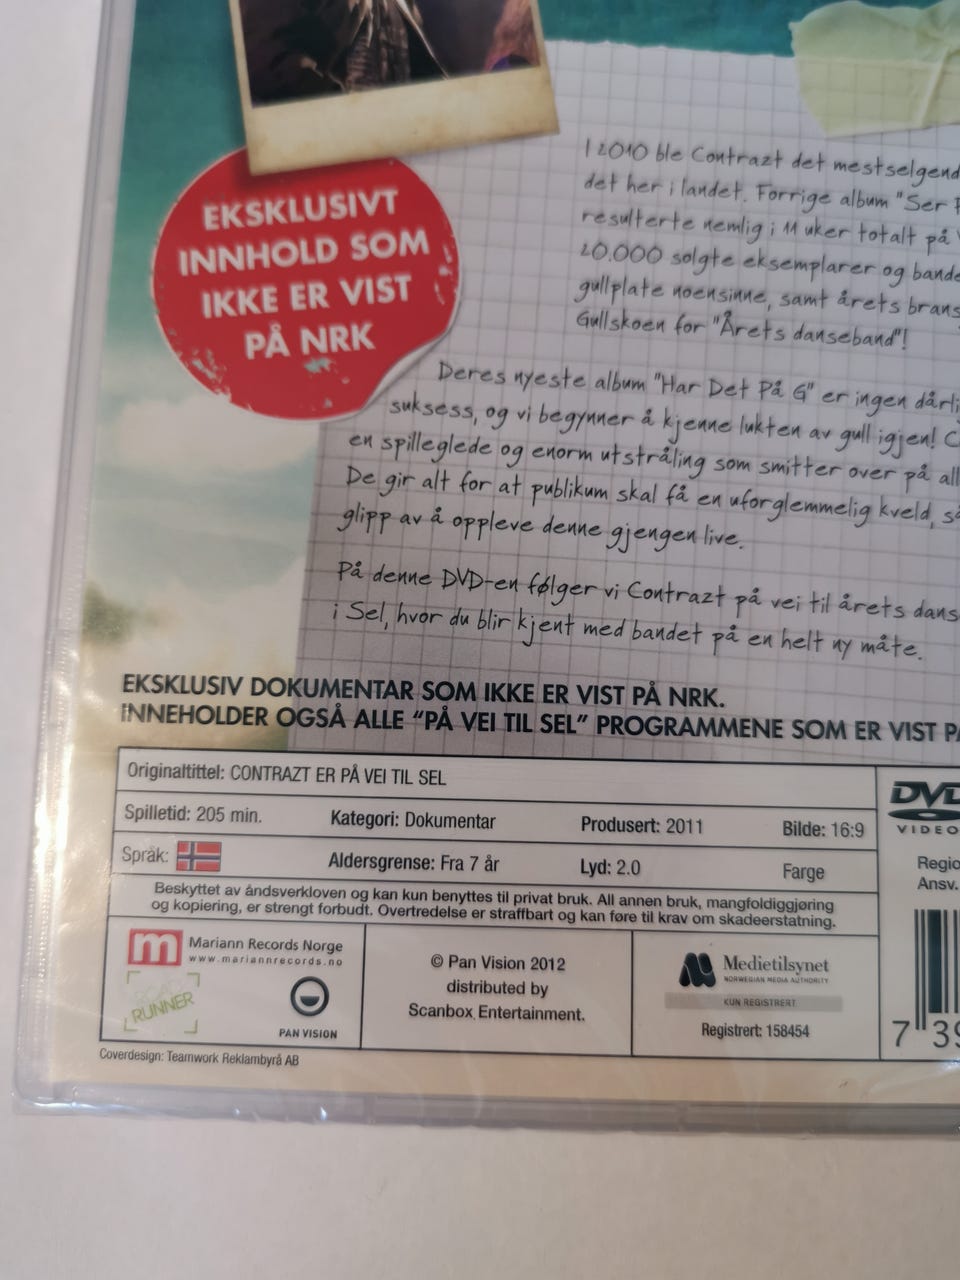 EKSKLUSIVT
INNHOLD SOM
IKKE ER VIST
PÅ NRK
I 2010 ble Contrazt det mestselgend
det her i landet. Forrige album "Ser
resulterte nemlig i 11 uker totalt på
20.000 solgte eksemplarer og bande
gullplate noensinne, samt årets brans
Gullskoen for "Årets danseband"!
Deres nyeste album "Har Det På G" er ingen dårli
suksess, og vi begynner å kjenne lukten av gull igjen! C
en spilleglede og enorm utstråling som smitter over på all
De gir alt for at publikum skal få en uforglemmelig kveld, så
glipp av å oppleve denne gjengen live.
På denne DVD-en følger vi Contrazt på vei til årets dans
i Sel, hvor du blir kjent med bandet på en helt ny måte.
EKSKLUSIV DOKUMENTAR SOM IKKE ER VIST PÅ NRK.
INNEHOLDER OGSÅ ALLE "PÅ VEI TIL SEL" PROGRAMMENE SOM ER VIST PÅ
Originaltittel: CONTRAZT ER PÅ VEI TIL SEL
Spilletid: 205 min. Kategori: Dokumentar Produsert: 2011 Bilde: 16:9
Språk: Aldersgrense: Fra 7 år Lyd: 2.0 Farge
Beskyttet av åndsverkloven og kan kun benyttes til privat bruk. All annen bruk, mangfoldiggjøring
og kopiering, er strengt forbudt. Overtredelse er straffbart og kan føre til krav om skadeerstatning.
DVD
VIDEO
Regio
Ansv.
m Mariann Records Norge
www.mariannrecords.no
ROAD
RUNNER
PAN VISION
© Pan Vision 2012
distributed by
Scanbox Entertainment.
Medietilsynet
NORWEGIAN MEDIA AUTHORITY
KUN REGISTRERT
Registrert: 158454
7 39
Coverdesign: Teamwork Reklambyrå AB